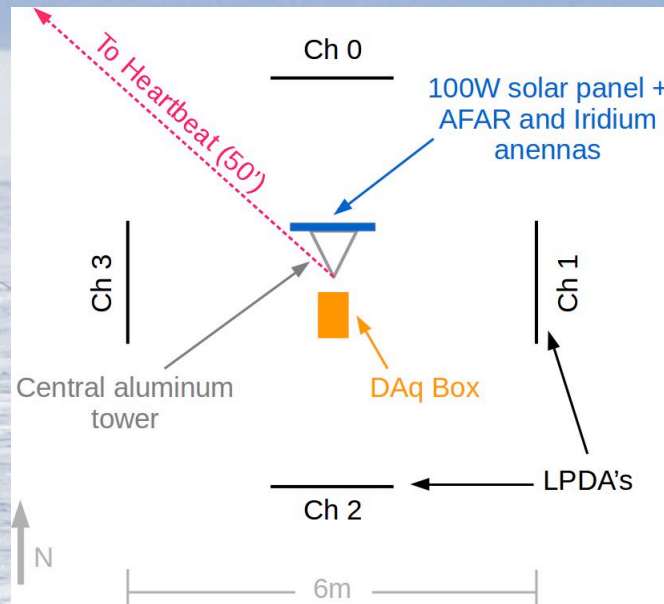 Ch 0
To Heartbeat (50')
100W solar panel +
AFAR and Iridium
anennas
Ch 3
Ch 1
Central aluminum
tower
DAq Box
LPDA's
Ch 2
N
6m